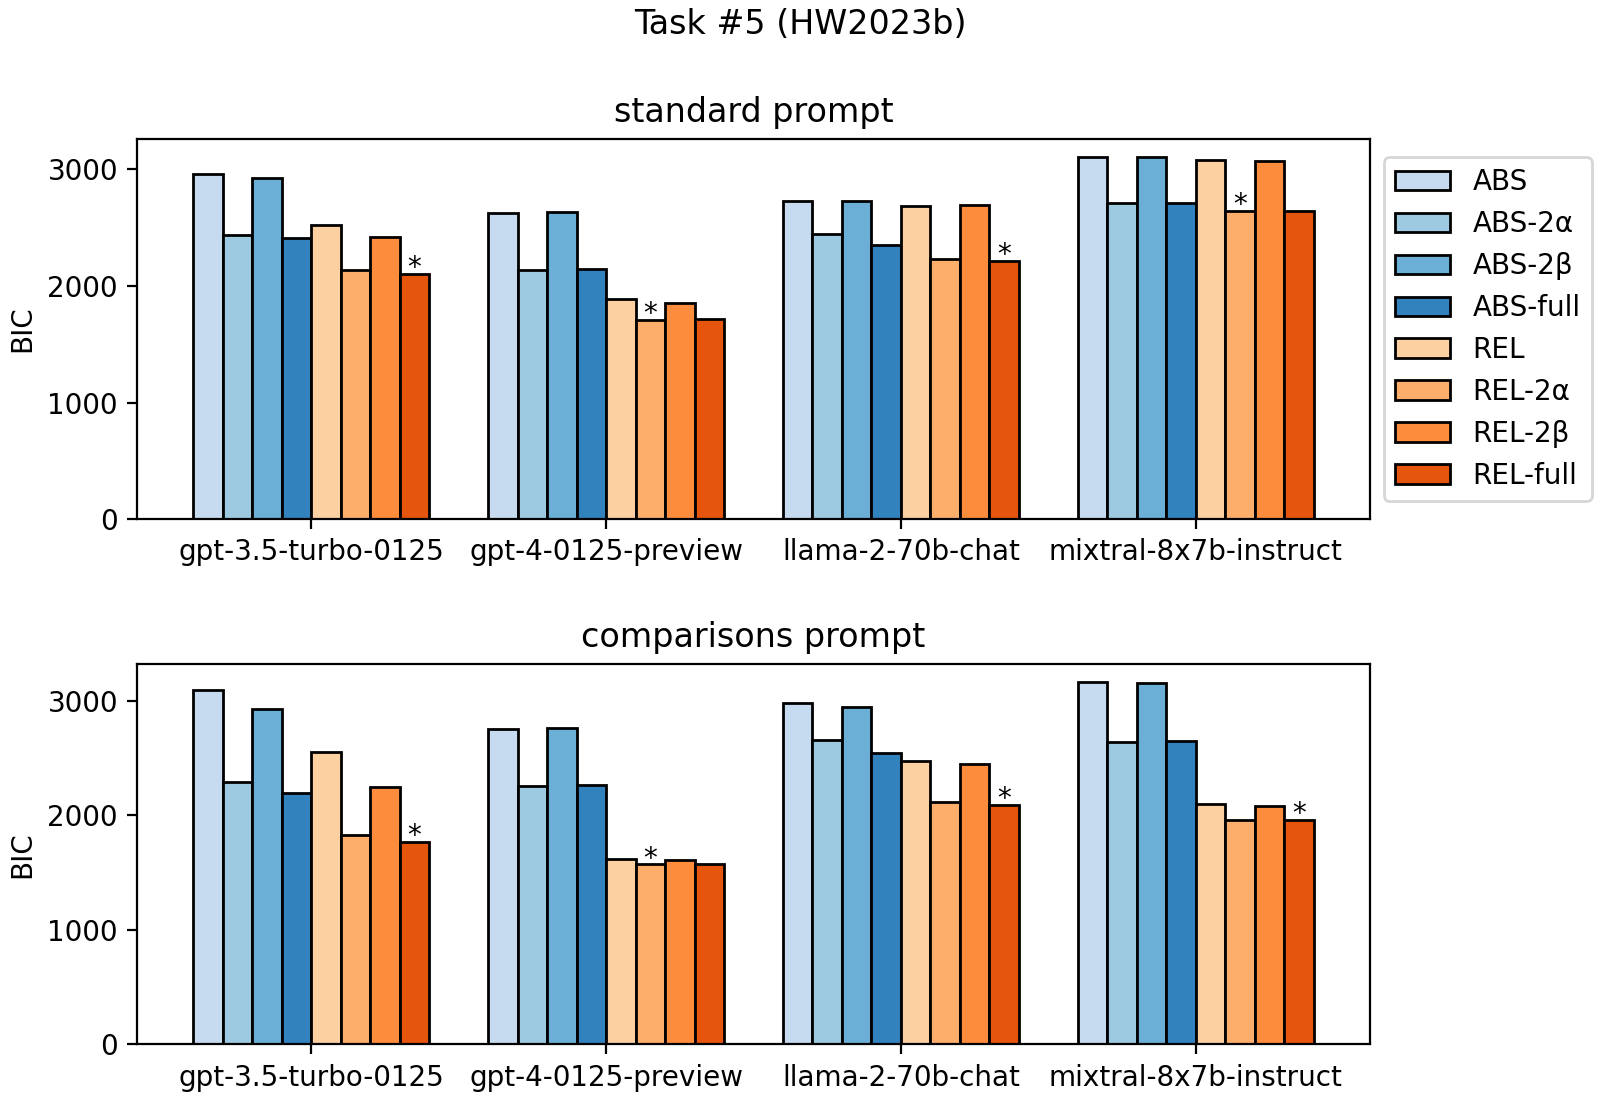 Task #5 (HW2023b)
standard prompt
3000
2000
1000
0
BIC
*
*
*
*
gpt-3.5-turbo-0125
gpt-4-0125-preview
llama-2-70b-chat
mixtral-8x7b-instruct
ABS
ABS-2α
ABS-2β
ABS-full
REL
REL-2α
REL-2β
REL-full
comparisons prompt
3000
2000
1000
0
BIC
*
*
*
*
gpt-3.5-turbo-0125
gpt-4-0125-preview
llama-2-70b-chat
mixtral-8x7b-instruct